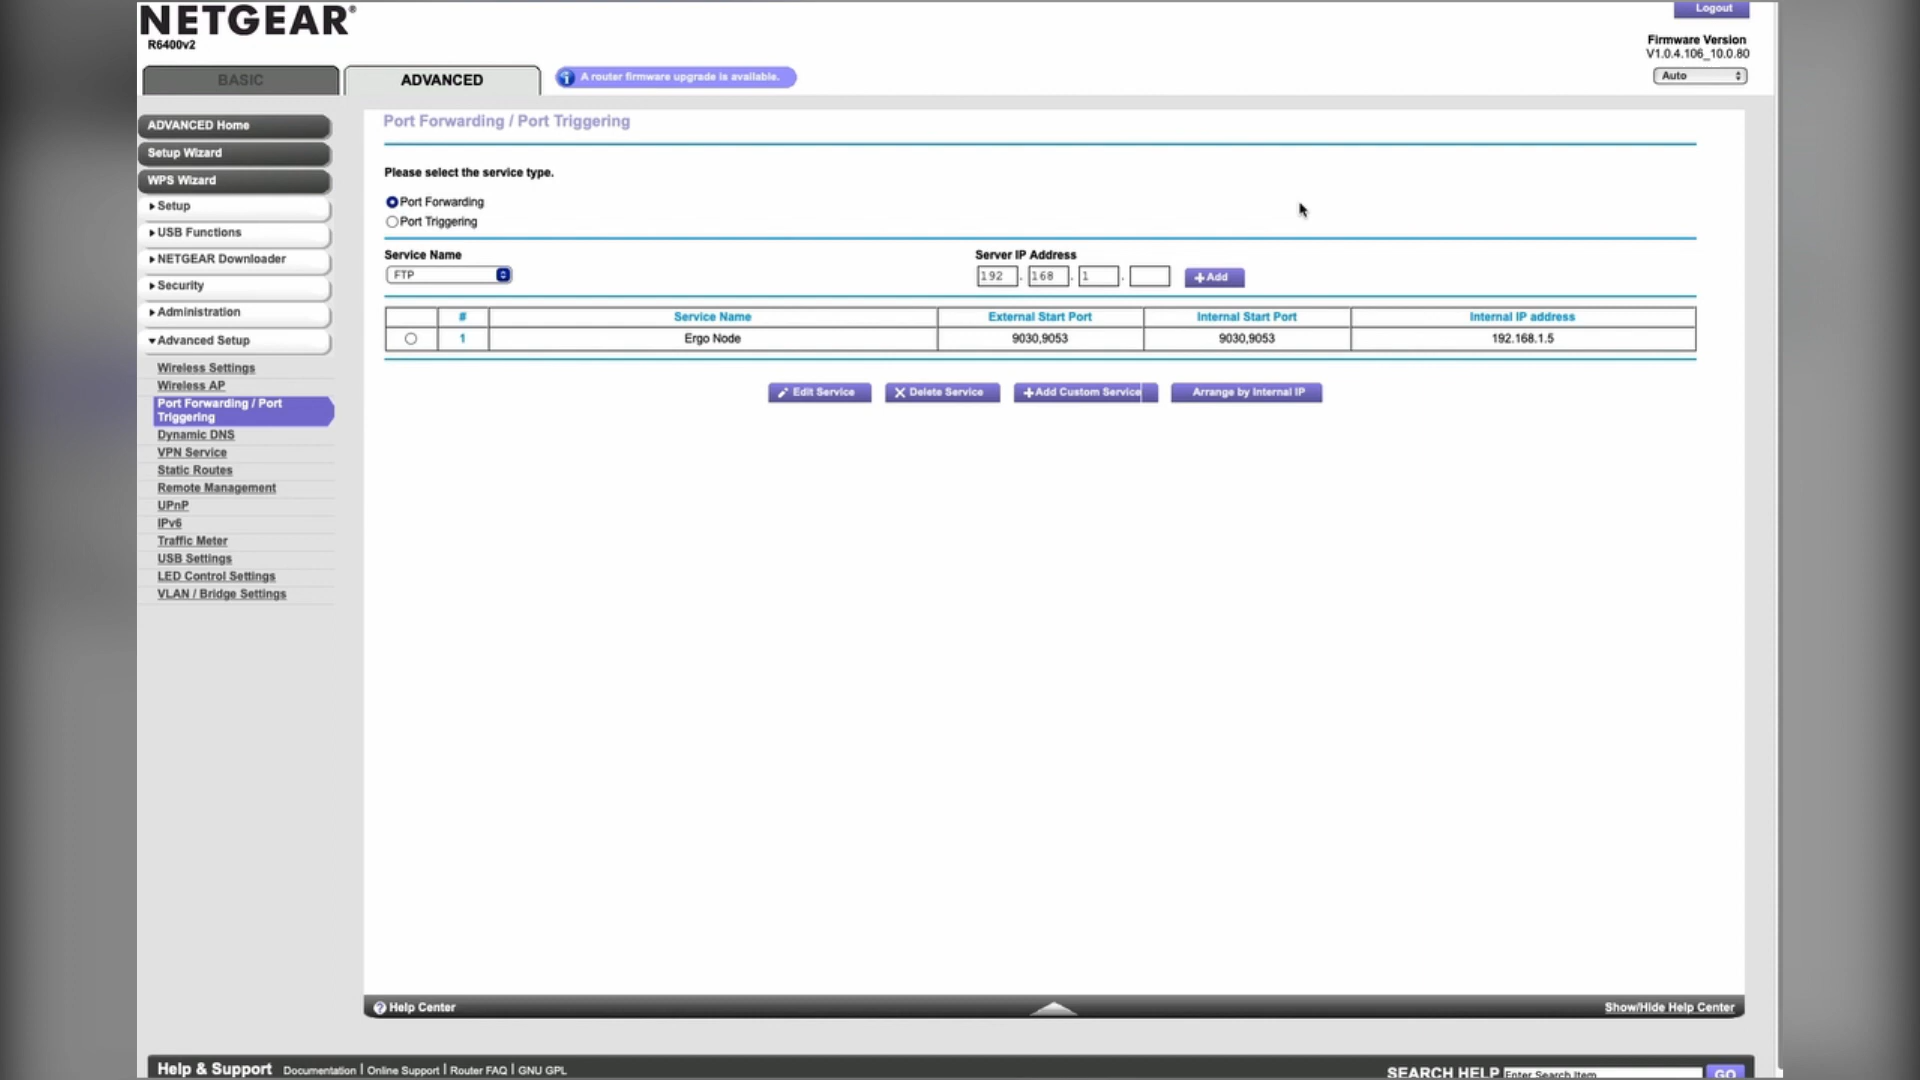 NETGEAR®
R6400v2
Logout
Firmware Version
V1.0.4.106_10.0.80
Auto
BASIC
ADVANCED
A router firmware upgrade is available.
ADVANCED Home
Setup Wizard
WPS Wizard
Setup
USB Functions
NETGEAR Downloader
Security
Administration
Advanced Setup
Wireless Settings
Wireless AP
Port Forwarding / Port
Triggering
Dynamic DNS
VPN Service
Static Routes
Remote Management
UPnP
IPv6
Traffic Meter
USB Settings
LED Control Settings
VLAN / Bridge Settings
Port Forwarding / Port Triggering
Please select the service type.
Port Forwarding
Port Triggering
Service Name
FTP
Server IP Address
192 . 168 . 1 .
+ Add
# Service Name External Start Port Internal Start Port Internal IP address
1 Ergo Node 9030,9053 9030,9053 192.168.1.5
Edit Service
Delete Service
+Add Custom Service
Arrange by Internal IP
Help Center
Show/Hide Help Center
Help & Support Documentation | Online Support | Router FAQ | GNU GPL
SEARCH HELP Enter Search Item GO